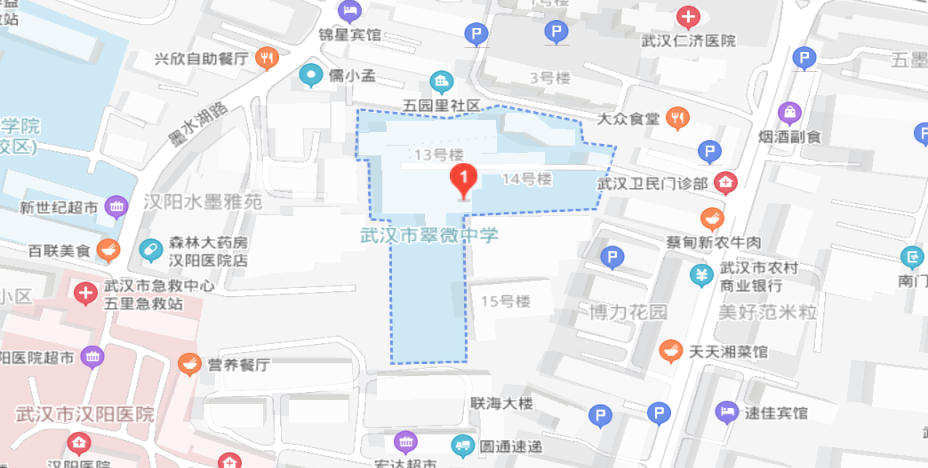 1号楼
锦星宾馆
武汉仁济医院
兴欣自助餐厅
儒小孟
3号楼
五墨
五园里社区
墨水湖路
大众食堂
烟酒副食
学院
校区)
13号楼
1
14号楼
武汉卫民门诊部
新世纪超市
汉阳水墨雅苑
武汉市翠微中学
蔡甸新农牛肉
百联美食
森林大药房
汉阳医院店
武汉市农村
商业银行
南门
武汉市急救中心
五里急救站
小区
15号楼
博力花园
美好范米粒
阳医院超市
营养餐厅
天天湘菜馆
武汉市汉阳医院
联海大楼
速佳宾馆
圆通速递
汉阳医院
宏达超市